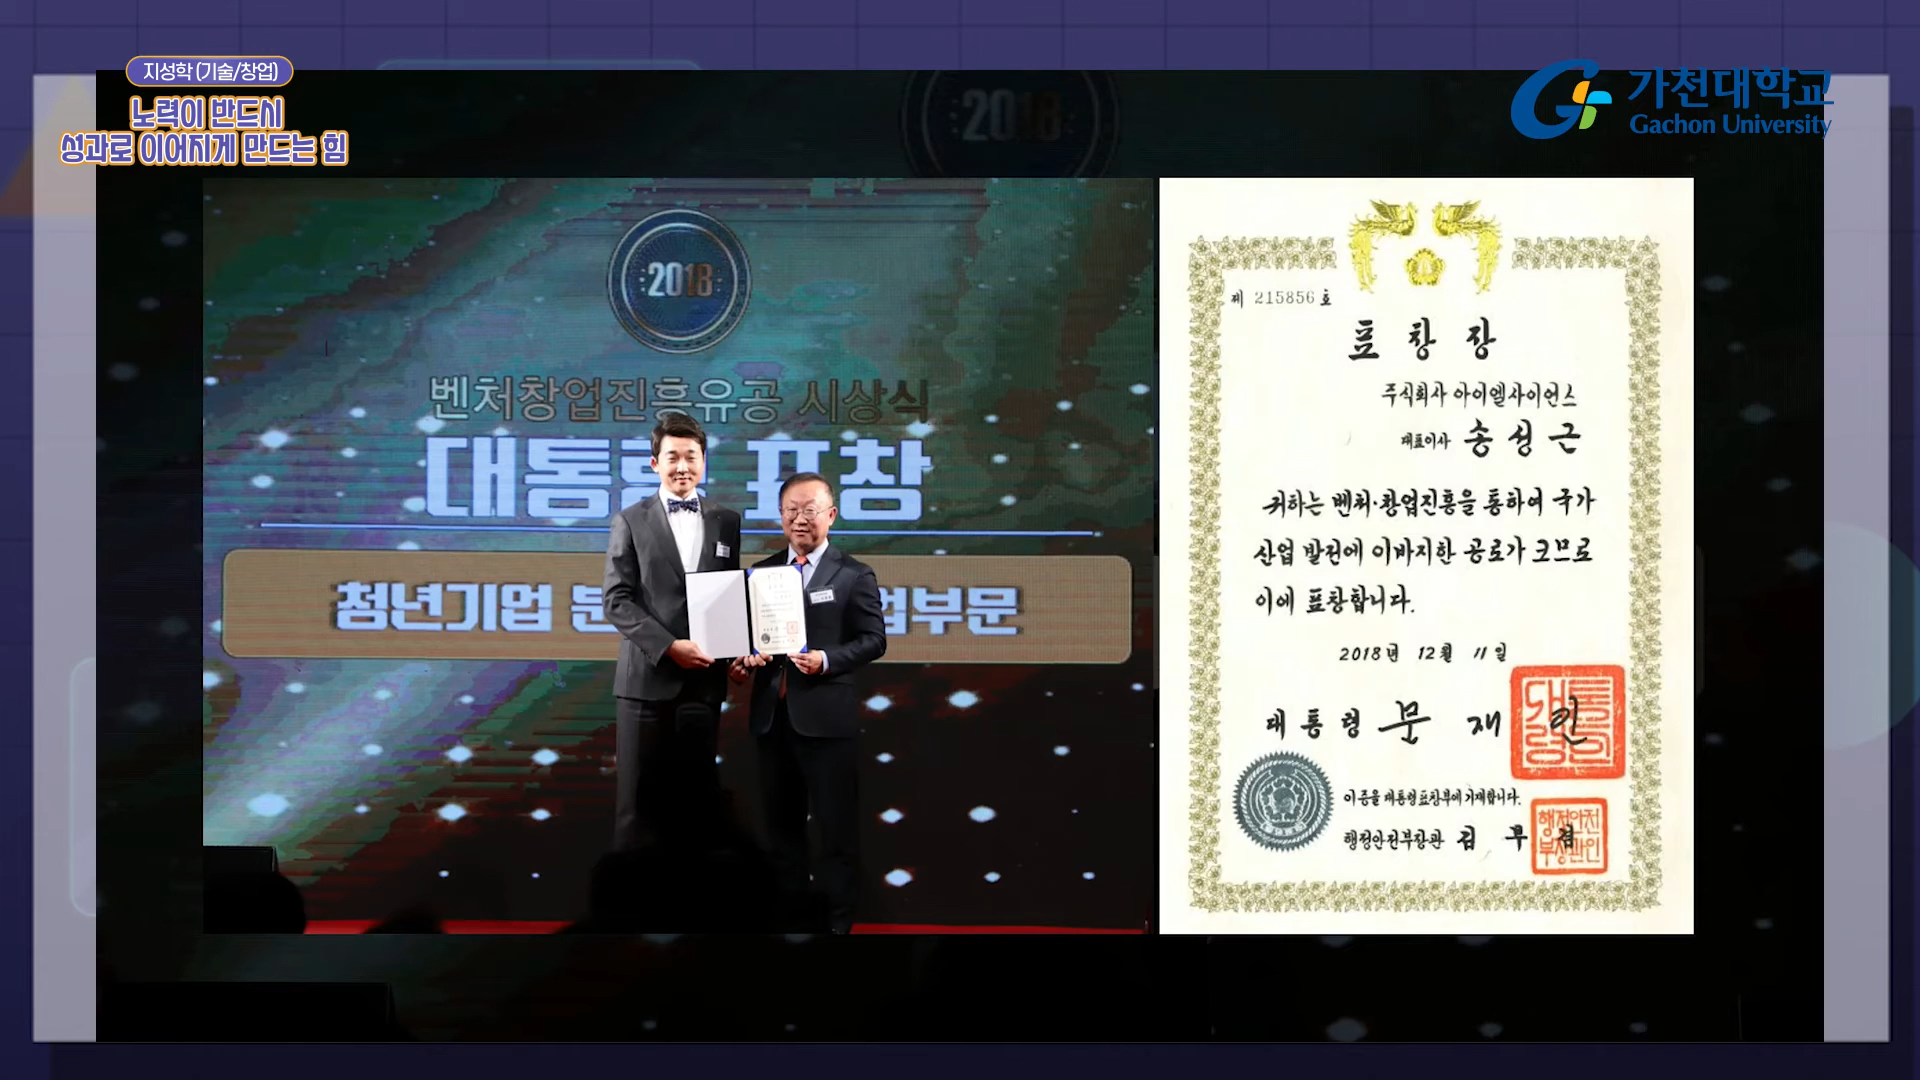 지성학(기술/창업)
노력이 반드시
성과로 이어지게 만드는 힘
가천대학교
Gachon University
2018
2018
벤처창업진흥유공 시상식
대통령 표창
청년기업 업부문
제 215856 호
표 창 장
주식회사 아이엘사이언스
대표이사 송 성 근
귀하는 벤처·창업진흥을 통하여 국가
산업 발전에 이바지한 공로가 크므로
이에 표창합니다.
2018년 12월 11일
대 통 령 문 재 인
대통령인
이 증을 대통령표창부에 기재합니다.
행정안전부장관 김 부 겸
행정안전부장관인